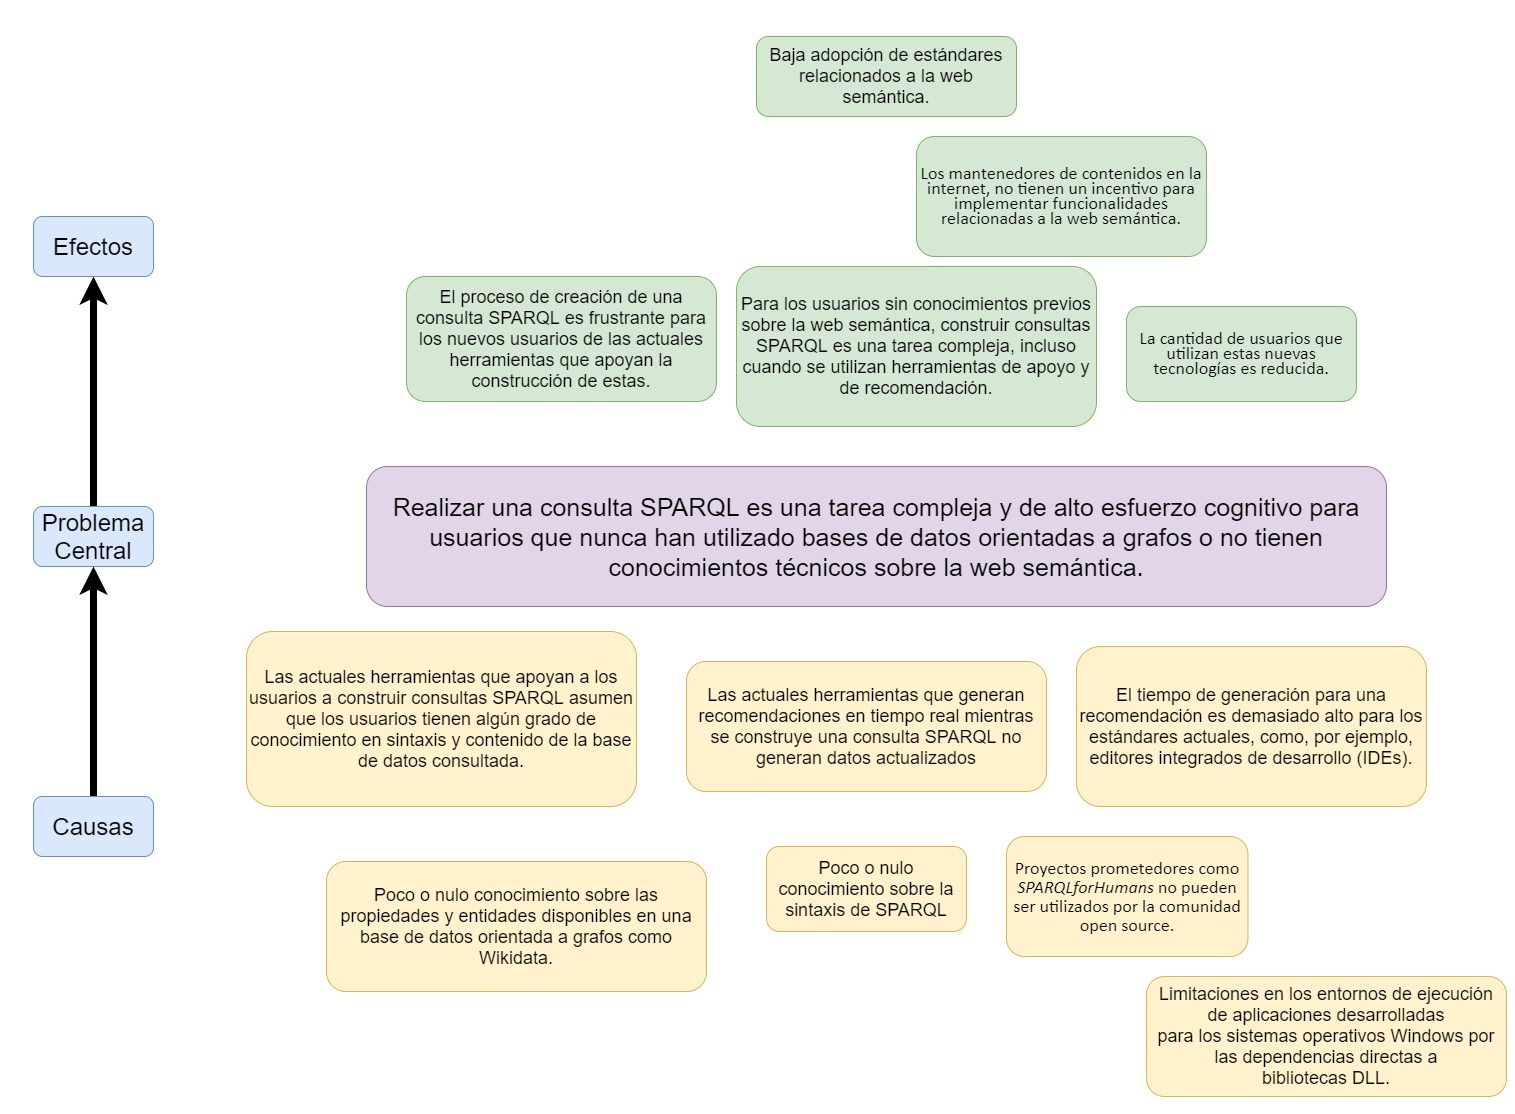 Baja adopción de estándares
relacionados a la web
semántica.
Los mantenedores de contenidos en la
internet, no tienen un incentivo para
implementar funcionalidades
relacionadas a la web semántica.
Efectos
El proceso de creación de una
consulta SPARQL es frustrante para
los nuevos usuarios de las actuales
herramientas que apoyan la
construcción de estas.
Para los usuarios sin conocimientos previos
sobre la web semántica, construir consultas
SPARQL es una tarea compleja, incluso
cuando se utilizan herramientas de apoyo y
de recomendación.
La cantidad de usuarios que
utilizan estas nuevas
tecnologías es reducida.
Problema
Central
Realizar una consulta SPARQL es una tarea compleja y de alto esfuerzo cognitivo para
usuarios que nunca han utilizado bases de datos orientadas a grafos o no tienen
conocimientos técnicos sobre la web semántica.
Las actuales herramientas que apoyan a los
usuarios a construir consultas SPARQL asumen
que los usuarios tienen algún grado de
conocimiento en sintaxis y contenido de la base
de datos consultada.
Las actuales herramientas que generan
recomendaciones en tiempo real mientras
se construye una consulta SPARQL no
generan datos actualizados
El tiempo de generación para una
recomendación es demasiado alto para los
estándares actuales, como, por ejemplo,
editores integrados de desarrollo (IDEs).
Causas
Poco o nulo conocimiento sobre las
propiedades y entidades disponibles en una
base de datos orientada a grafos como
Wikidata.
Poco o nulo
conocimiento sobre la
sintaxis de SPARQL
Proyectos prometedores como
SPARQLforHumans no pueden
ser utilizados por la comunidad
open source.
Limitaciones en los entornos de ejecución
de aplicaciones desarrolladas
para los sistemas operativos Windows por
las dependencias directas a
bibliotecas DLL.